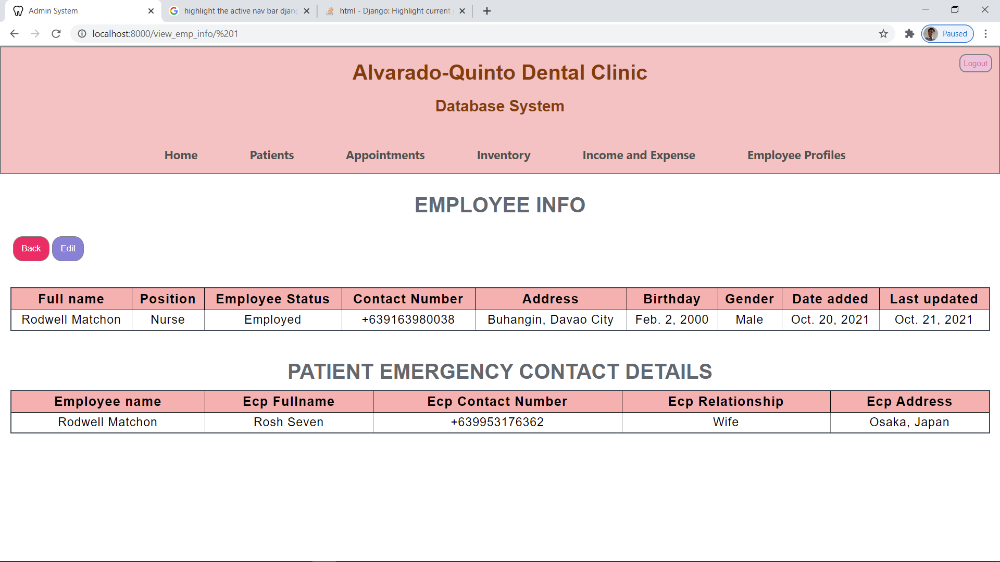 Admin System
highlight the active nav bar djang
html - Django: Highlight current
localhost:8000/view_emp_info/%201
Paused
Logout
Alvarado-Quinto Dental Clinic
Database System
Home Patients Appointments Inventory Income and Expense Employee Profiles
EMPLOYEE INFO
Back Edit
Full name Position Employee Status Contact Number Address Birthday Gender Date added Last updated
Rodwell Matchon Nurse Employed +639163980038 Buhangin, Davao City Feb. 2, 2000 Male Oct. 20, 2021 Oct. 21, 2021
PATIENT EMERGENCY CONTACT DETAILS
Employee name Ecp Fullname Ecp Contact Number Ecp Relationship Ecp Address
Rodwell Matchon Rosh Seven +639953176362 Wife Osaka, Japan